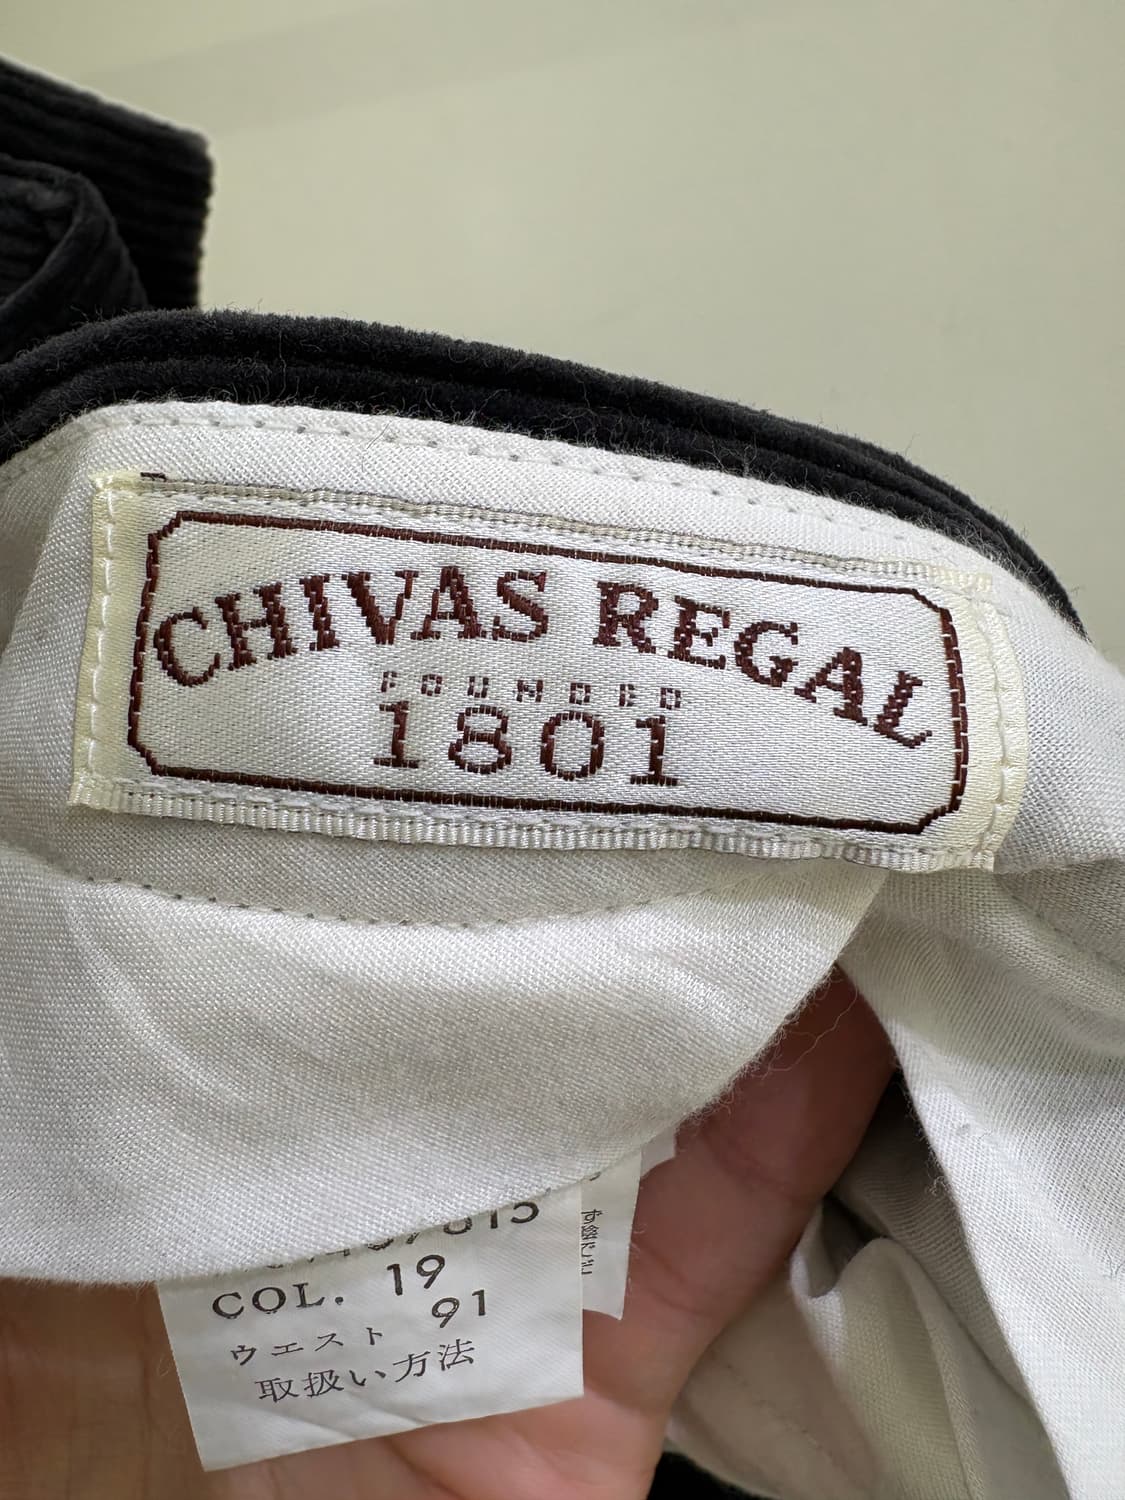 CHIVAS REGAL
FOUNDED
1801
COL. 19
ウエスト 91
取扱い方法